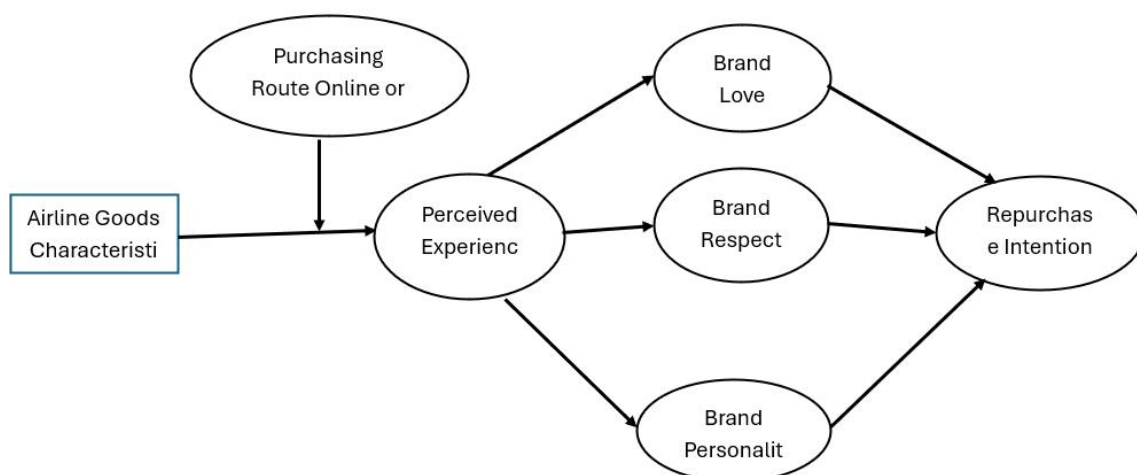 Purchasing
Route Online or
Airline Goods
Characteristi
Perceived
Experienc
Brand
Love
Brand
Respect
Brand
Personalit
Repurchas
e Intention